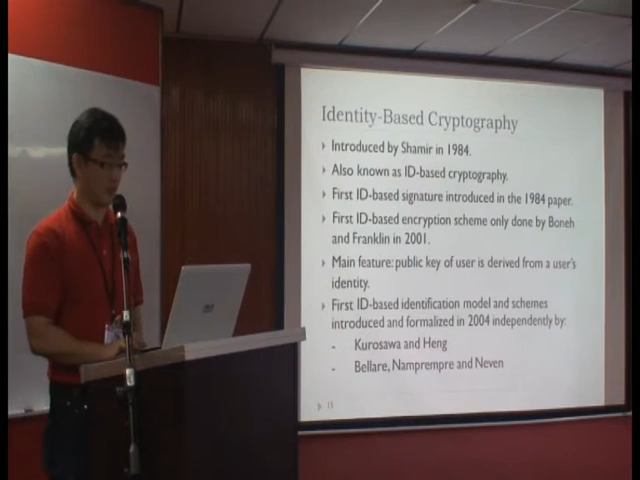 Identity-Based Cryptography
Introduced by Shamir in 1984.
Also known as ID-based cryptography.
First ID-based signature introduced in the 1984 paper.
First ID-based encryption scheme only done by Boneh
and Franklin in 2001.
Main feature: public key of user is derived from a user's
identity.
First ID-based identification model and schemes
introduced and formalized in 2004 independently by:
- Kurosawa and Heng
- Bellare, Namprempre and Neven